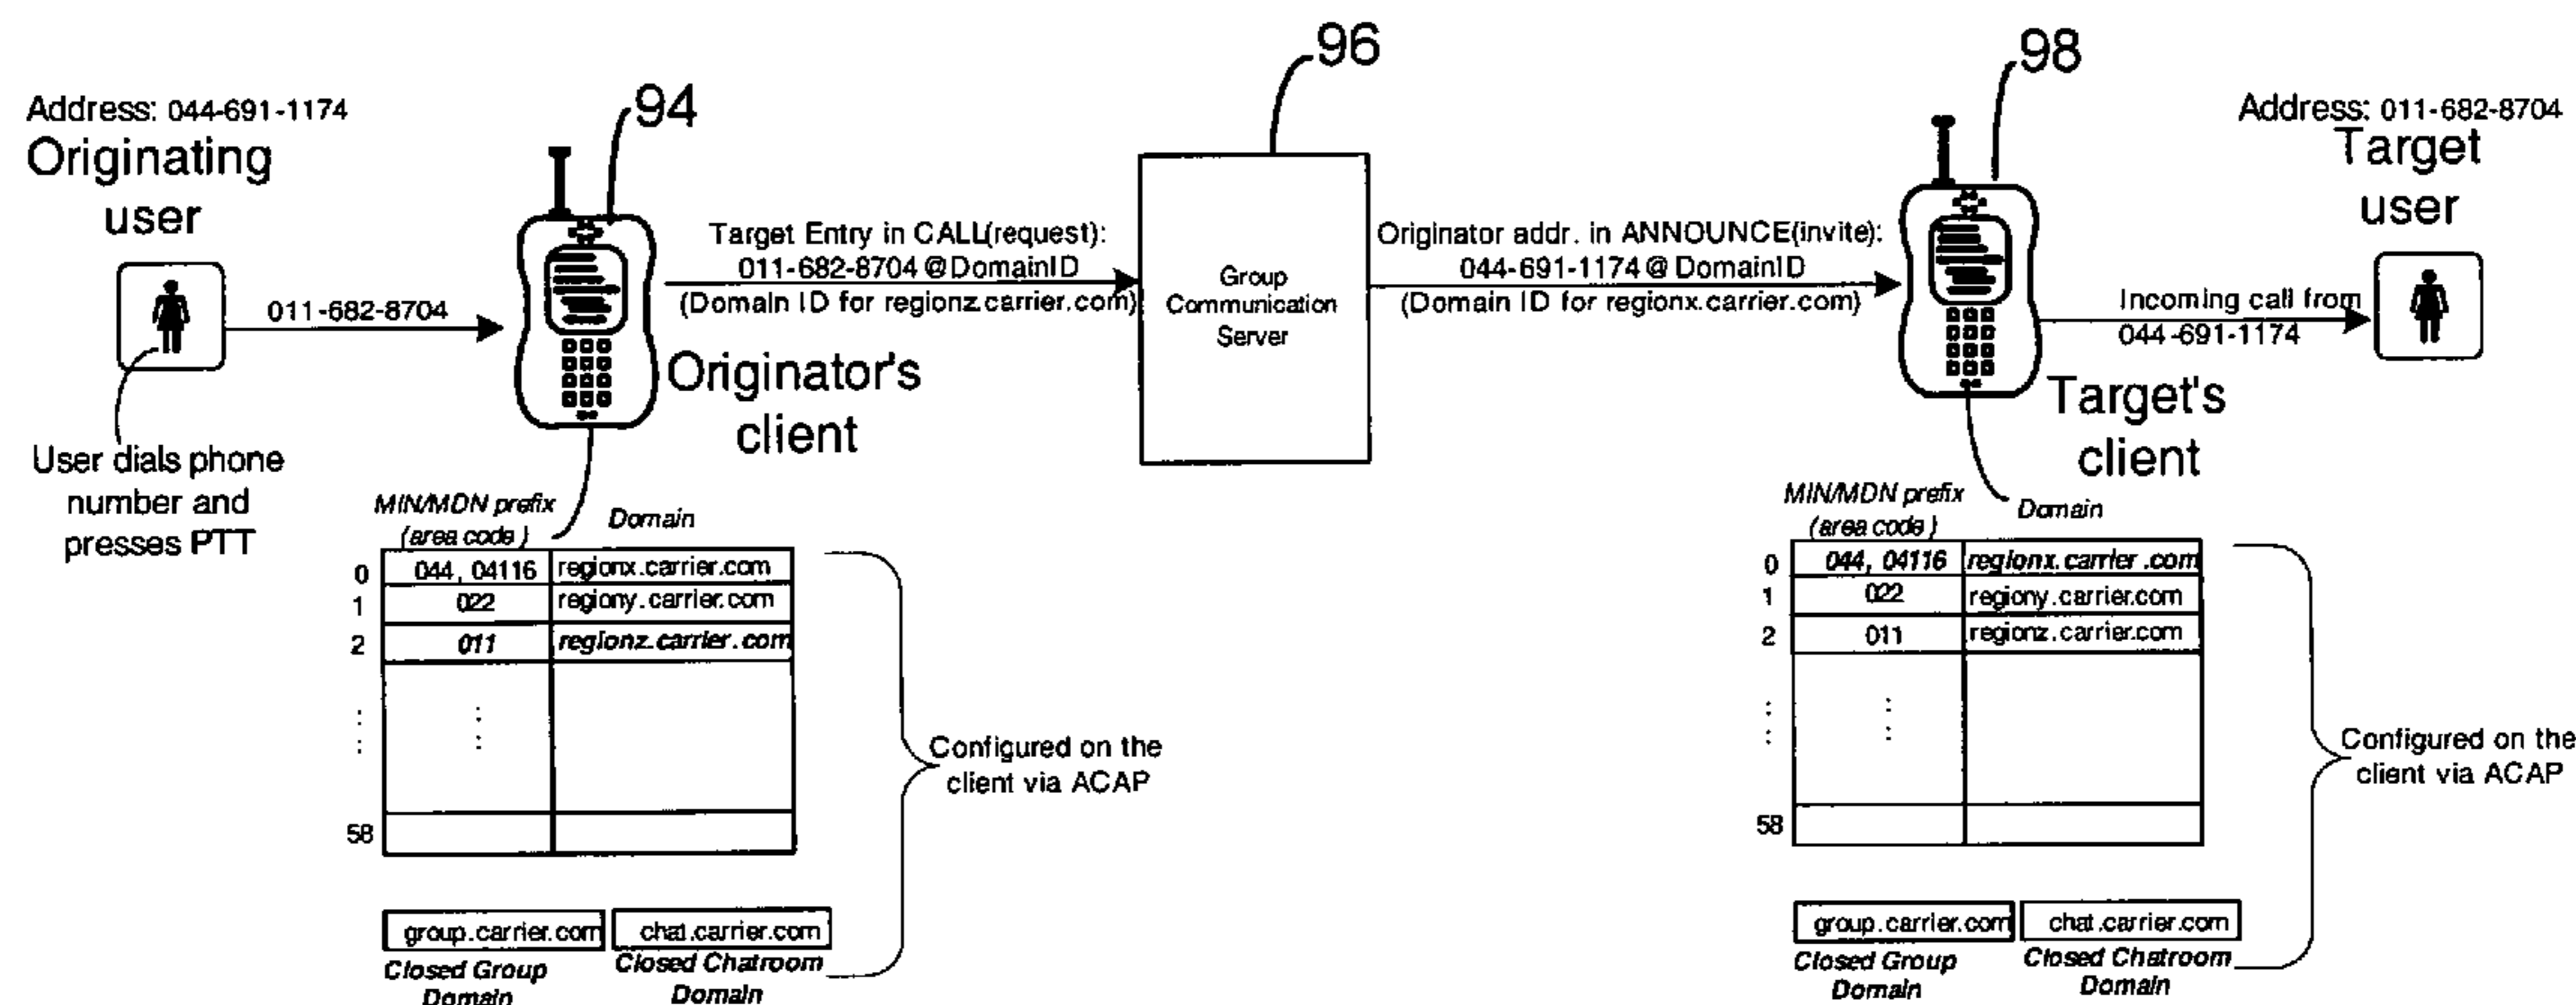 96
98
94
Address: 044-691-1174
Originating
user
Address: 011-682-8704
Target
user
011-682-8704
User dials phone
number and
presses PTT
Target Entry in CALL(request):
011-682-8704@DomainID
(Domain ID for regionz.carrier.com)
Originator's
client
Group
Communication
Server
Originator addr. in ANNOUNCE(invite):
044-691-1174@DomainID
(Domain ID for regionx.carrier.com)
Incoming call from
044-691-1174
Target's
client
MIN/MDN prefix
(area code)
Domain
0 044, 04116 regionx.carrier.com
1 022 regiony.carrier.com
2 011 regionz.carrier.com
58
Configured on the
client via ACAP
group.carrier.com
Closed Group
Domain
chat.carrier.com
Closed Chatroom
Domain
MIN/MDN prefix
(area code)
Domain
0 044, 04116 regionx.carrier.com
1 022 regiony.carrier.com
2 011 regionz.carrier.com
58
Configured on the
client via ACAP
group.carrier.com
Closed Group
Domain
chat.carrier.com
Closed Chatroom
Domain